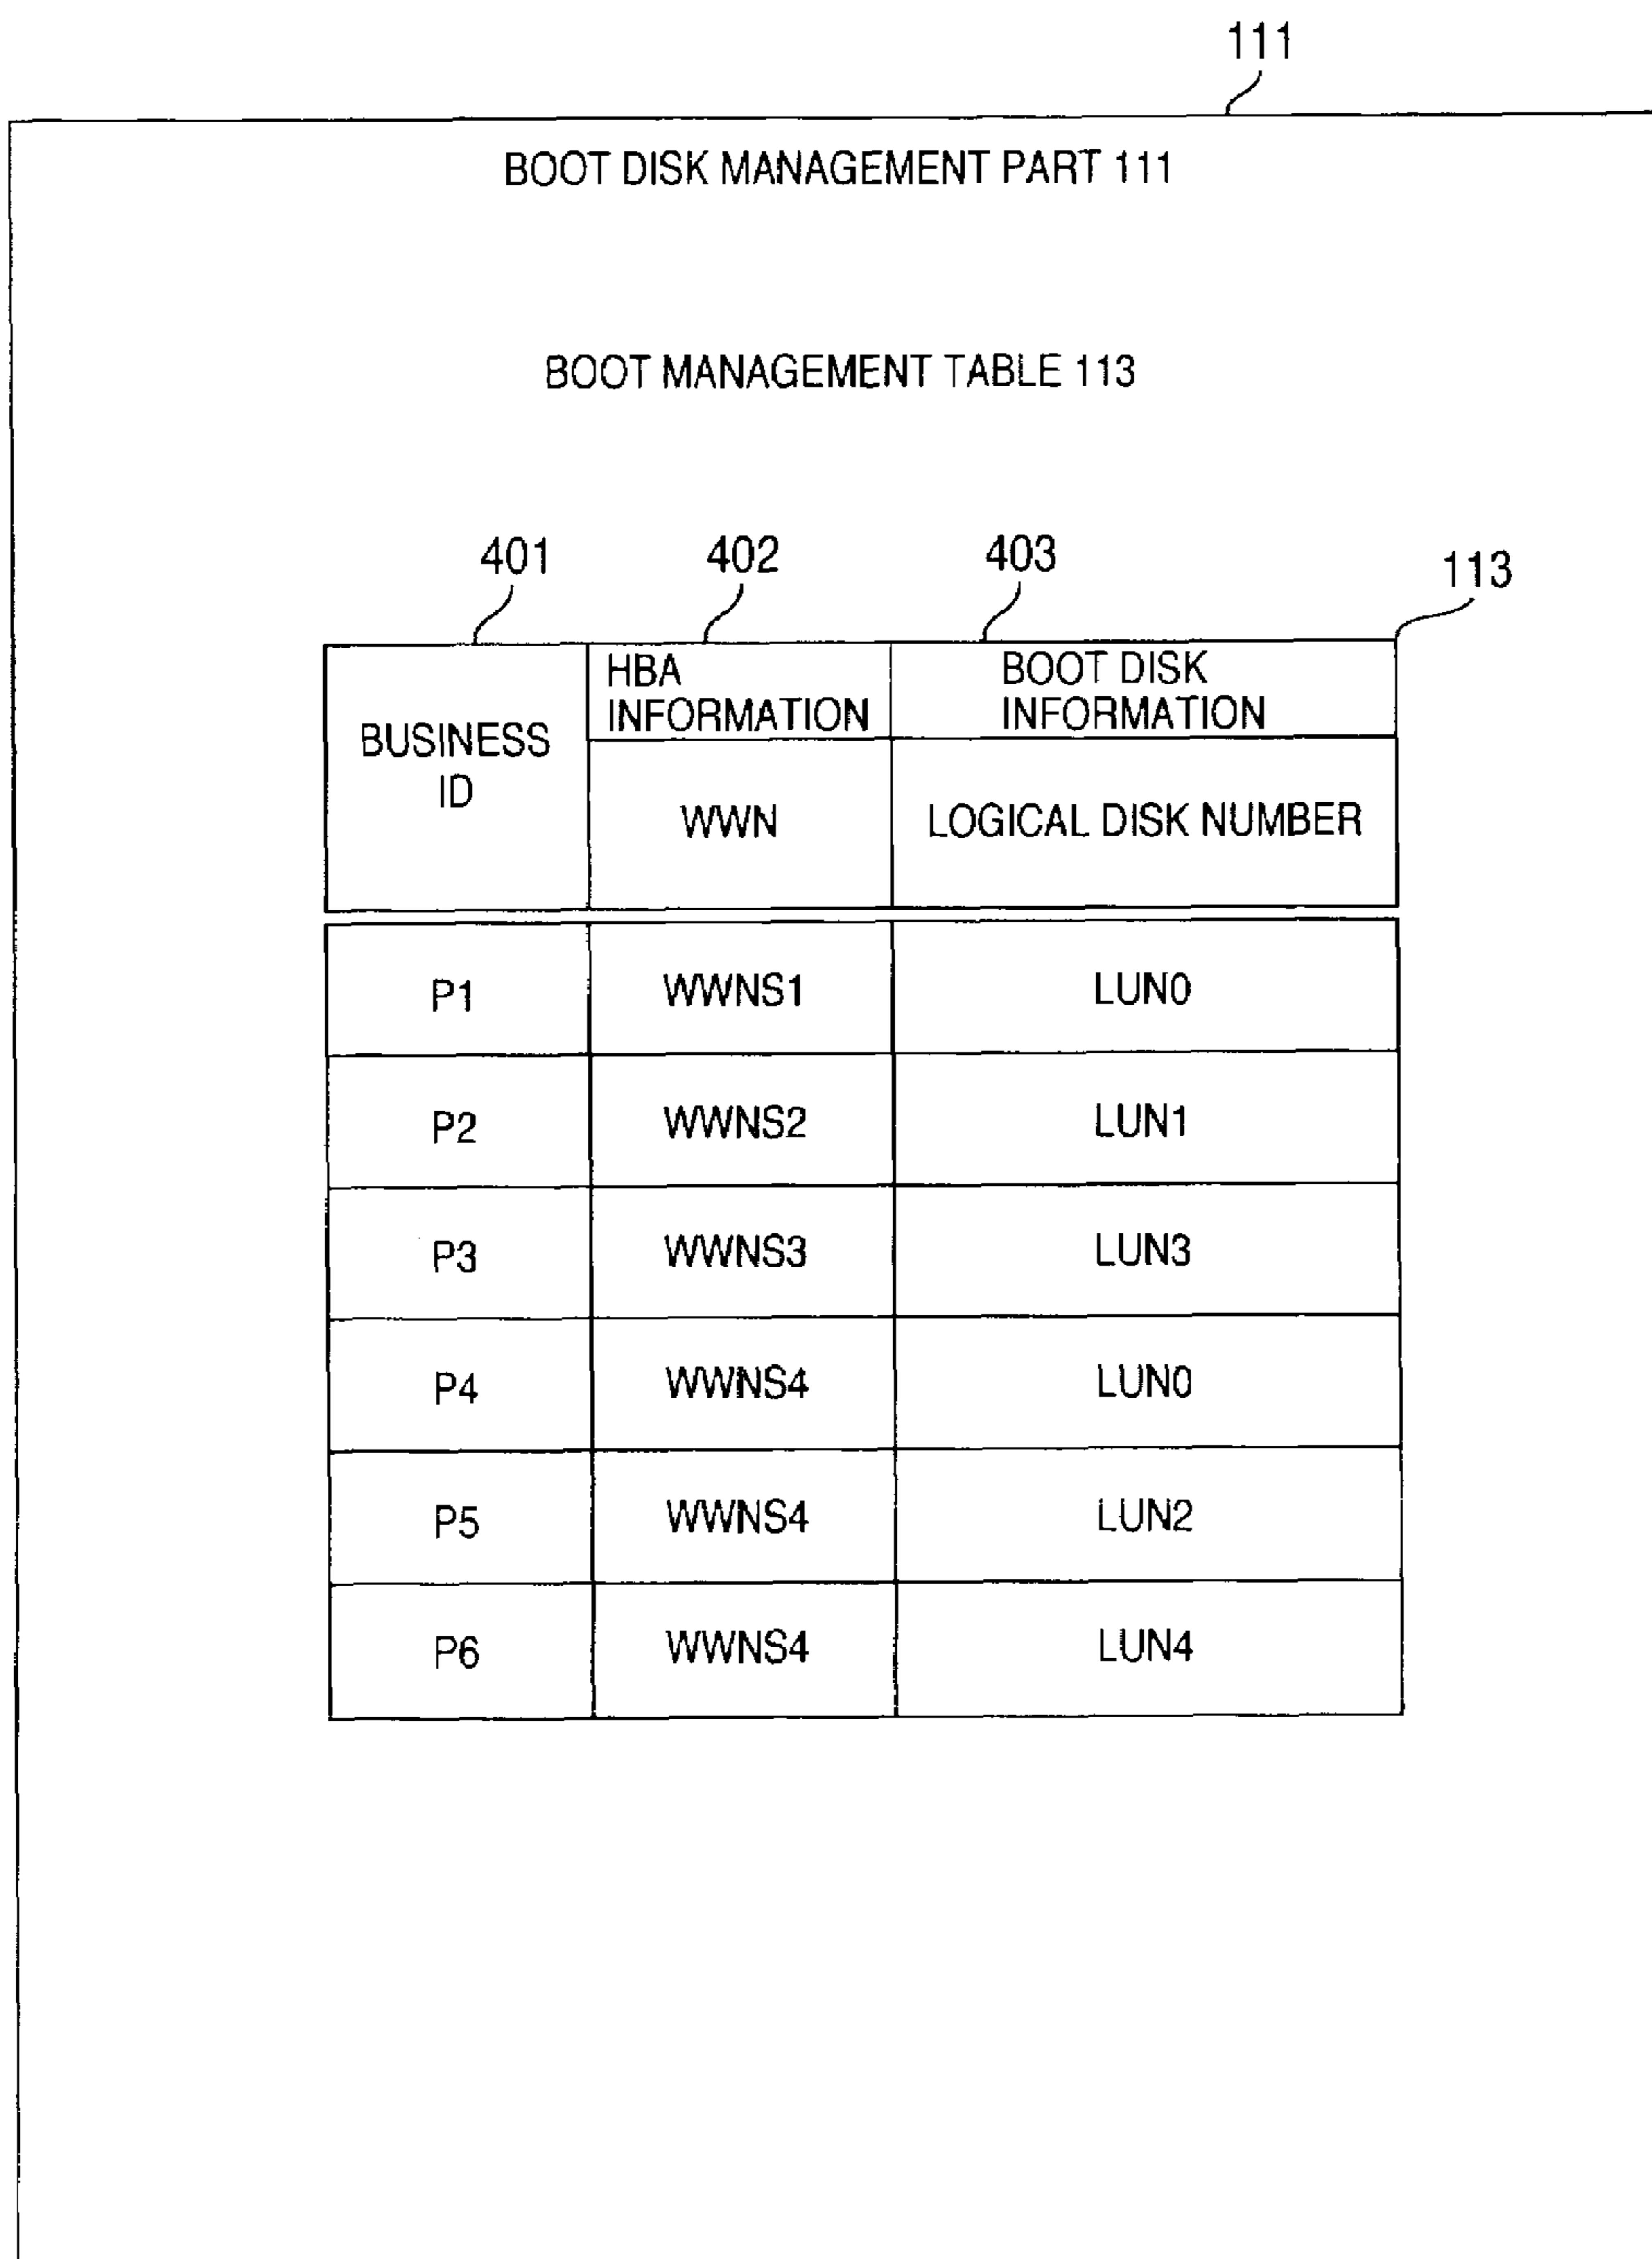 111
BOOT DISK MANAGEMENT PART 111
BOOT MANAGEMENT TABLE 113
401 402 403 113
BUSINESS
ID
HBA
INFORMATION
BOOT DISK
INFORMATION
WWN
LOGICAL DISK NUMBER
P1 WWNS1 LUN0
P2 WWNS2 LUN1
P3 WWNS3 LUN3
P4 WWNS4 LUN0
P5 WWNS4 LUN2
P6 WWNS4 LUN4